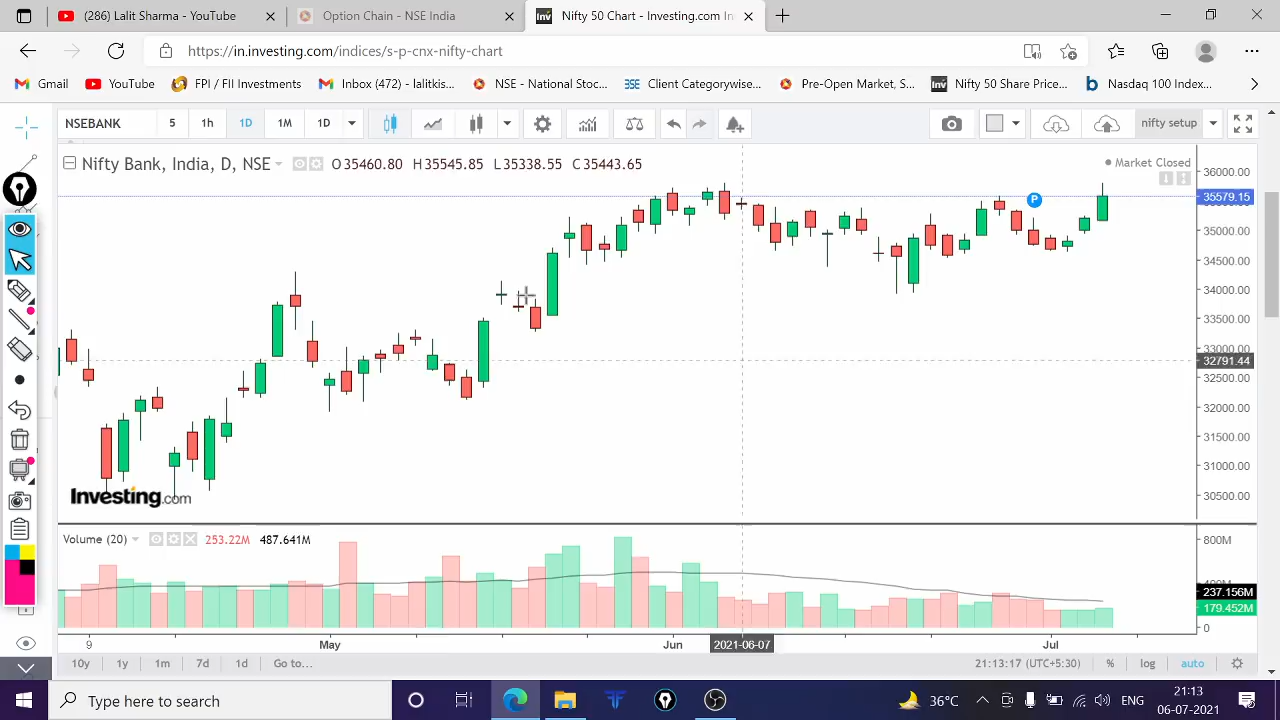 (286) Lalit Sharma - YouTube
Option Chain - NSE India
Inv Nifty 50 Chart - Investing.com In
https://in.investing.com/indices/s-p-cnx-nifty-chart
Gmail YouTube FPI / FII Investments Inbox (472) - lalitkis... NSE - National Stoc... BSE Client Categorywise... Pre-Open Market, S... Inv Nifty 50 Share Price... b Nasdaq 100 Index...
NSEBANK 5 1h 1D 1M 1D nifty setup
Nifty Bank, India, D, NSE O35460.80 H35545.85 L35338.55 C35443.65
Market Closed
36000.00
35579.15
35000.00
34500.00
34000.00
33500.00
33000.00
32791.44
32500.00
32000.00
31500.00
31000.00
30500.00
P
Investing.com
Volume (20) 253.22M 487.641M
800M
237.156M
179.452M
0
9 May Jun 2021-06-07 Jul
10y 1y 1m 7d 1d Go to... 21:13:17 (UTC+5:30) % log auto
Type here to search
36°C ENG
21:13
06-07-2021